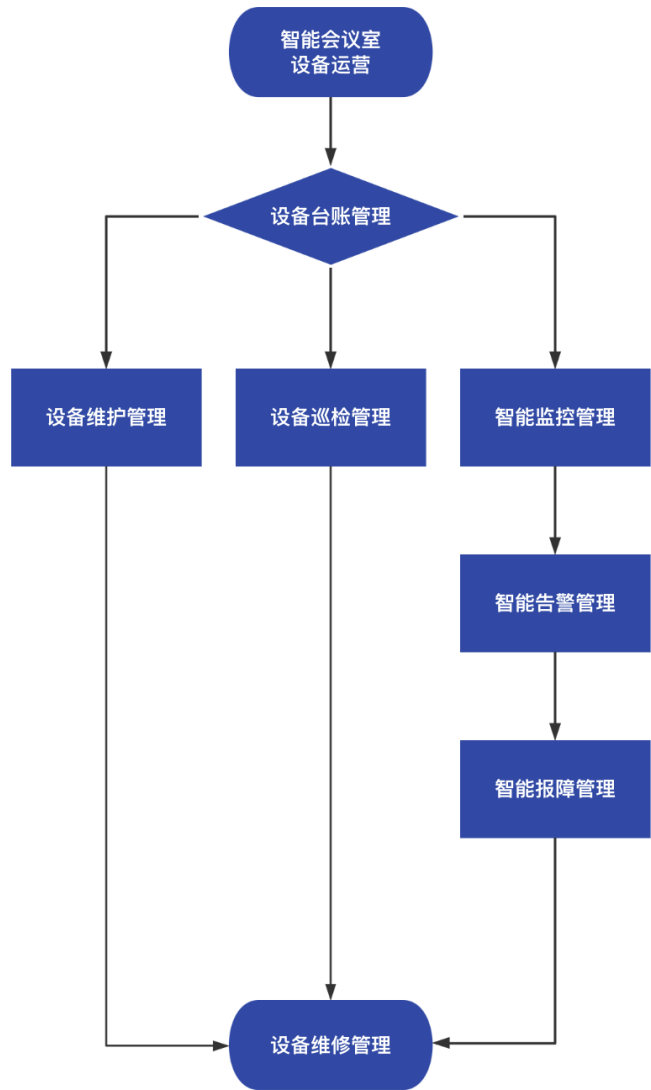 智能会议室
设备运营
设备台账管理
设备维护管理
设备巡检管理
智能监控管理
智能告警管理
智能报障管理
设备维修管理